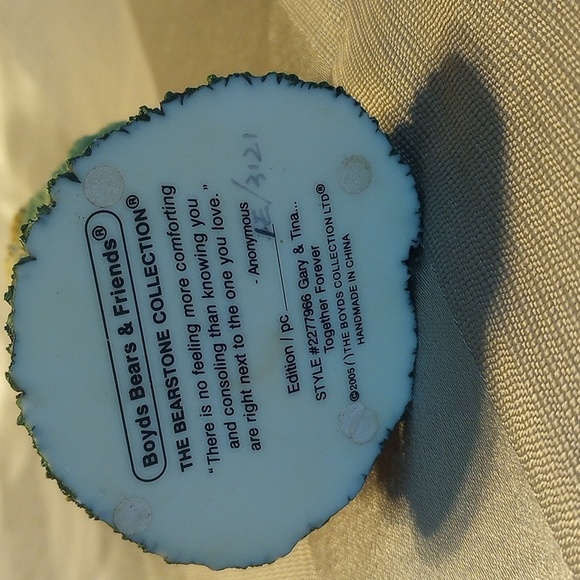 Boyds Bears & Friends®
THE BEARSTONE COLLECTION®
“There is no feeling more comforting
and consoling than knowing you
are right next to the one you love.”
- Anonymous
Edition / pc 1E/3121
STYLE #2277966 Gary & Tina...
Together Forever
©2005 ( ) THE BOYDS COLLECTION LTD®
HANDMADE IN CHINA